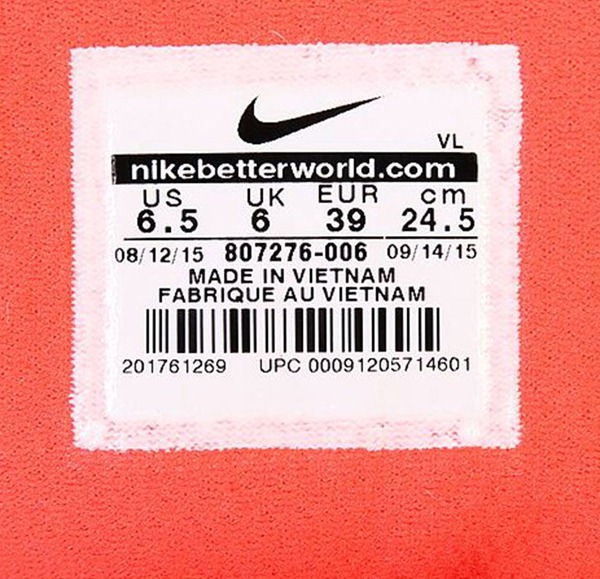 VL
nikebetterworld.com
US UK EUR cm
6.5 6 39 24.5
08/12/15 807276-006 09/14/15
MADE IN VIETNAM
FABRIQUE AU VIETNAM
201761269 UPC 00091205714601